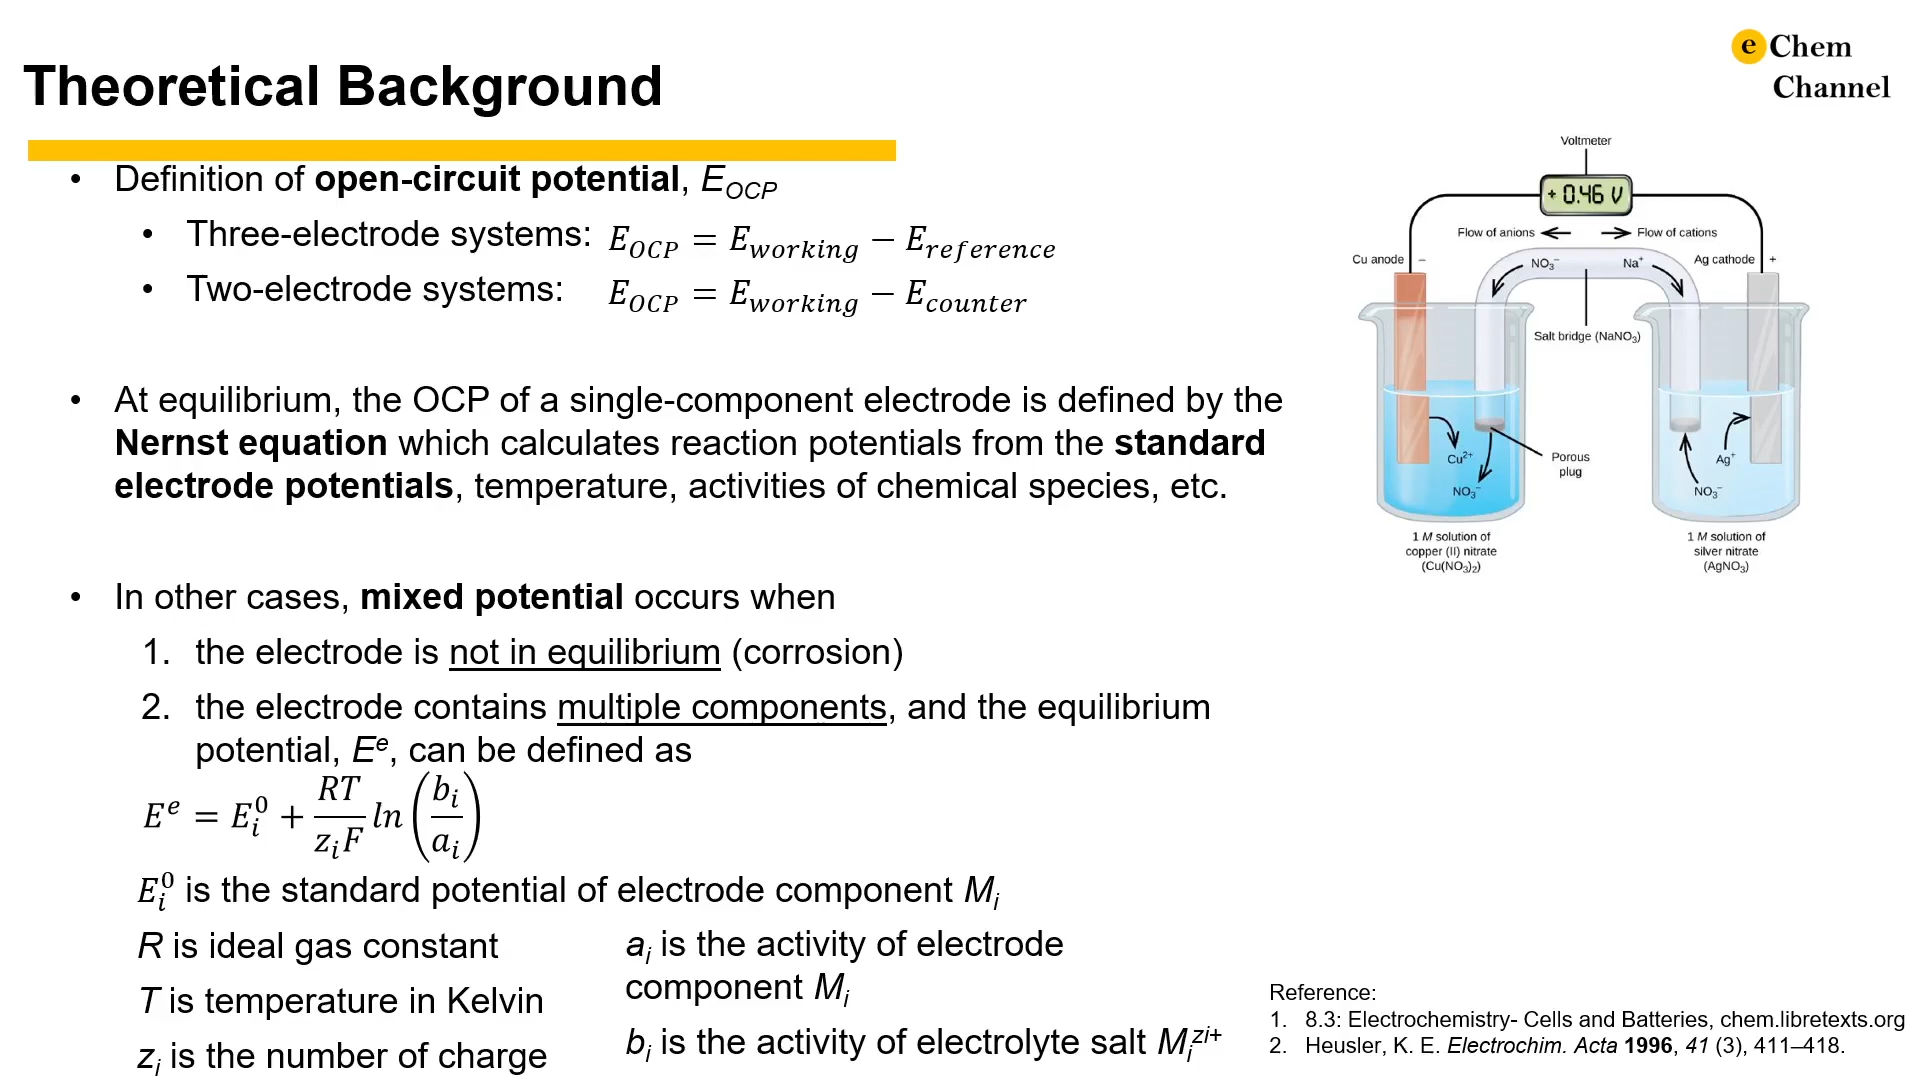 e Chem
Channel
Theoretical Background
• Definition of open-circuit potential, E_OCP
• Three-electrode systems: E_OCP = E_working − E_reference
• Two-electrode systems: E_OCP = E_working − E_counter
• At equilibrium, the OCP of a single-component electrode is defined by the
Nernst equation which calculates reaction potentials from the standard
electrode potentials, temperature, activities of chemical species, etc.
• In other cases, mixed potential occurs when
1. the electrode is not in equilibrium (corrosion)
2. the electrode contains multiple components, and the equilibrium
potential, E^e, can be defined as
E^e = E_i^0 + RT/(z_i F) ln(b_i/a_i)
E_i^0 is the standard potential of electrode component M_i
R is ideal gas constant
T is temperature in Kelvin
z_i is the number of charge
a_i is the activity of electrode
component M_i
b_i is the activity of electrolyte salt M_i^zi+
Voltmeter
+ 0.46 V
Flow of anions
Flow of cations
Cu anode −
NO₃⁻
Na⁺
Ag cathode +
Salt bridge (NaNO₃)
Cu²⁺
NO₃⁻
Porous
plug
Ag⁺
NO₃⁻
1 M solution of
copper (II) nitrate
(Cu(NO₃)₂)
1 M solution of
silver nitrate
(AgNO₃)
Reference:
1. 8.3: Electrochemistry- Cells and Batteries, chem.libretexts.org
2. Heusler, K. E. Electrochim. Acta 1996, 41 (3), 411–418.